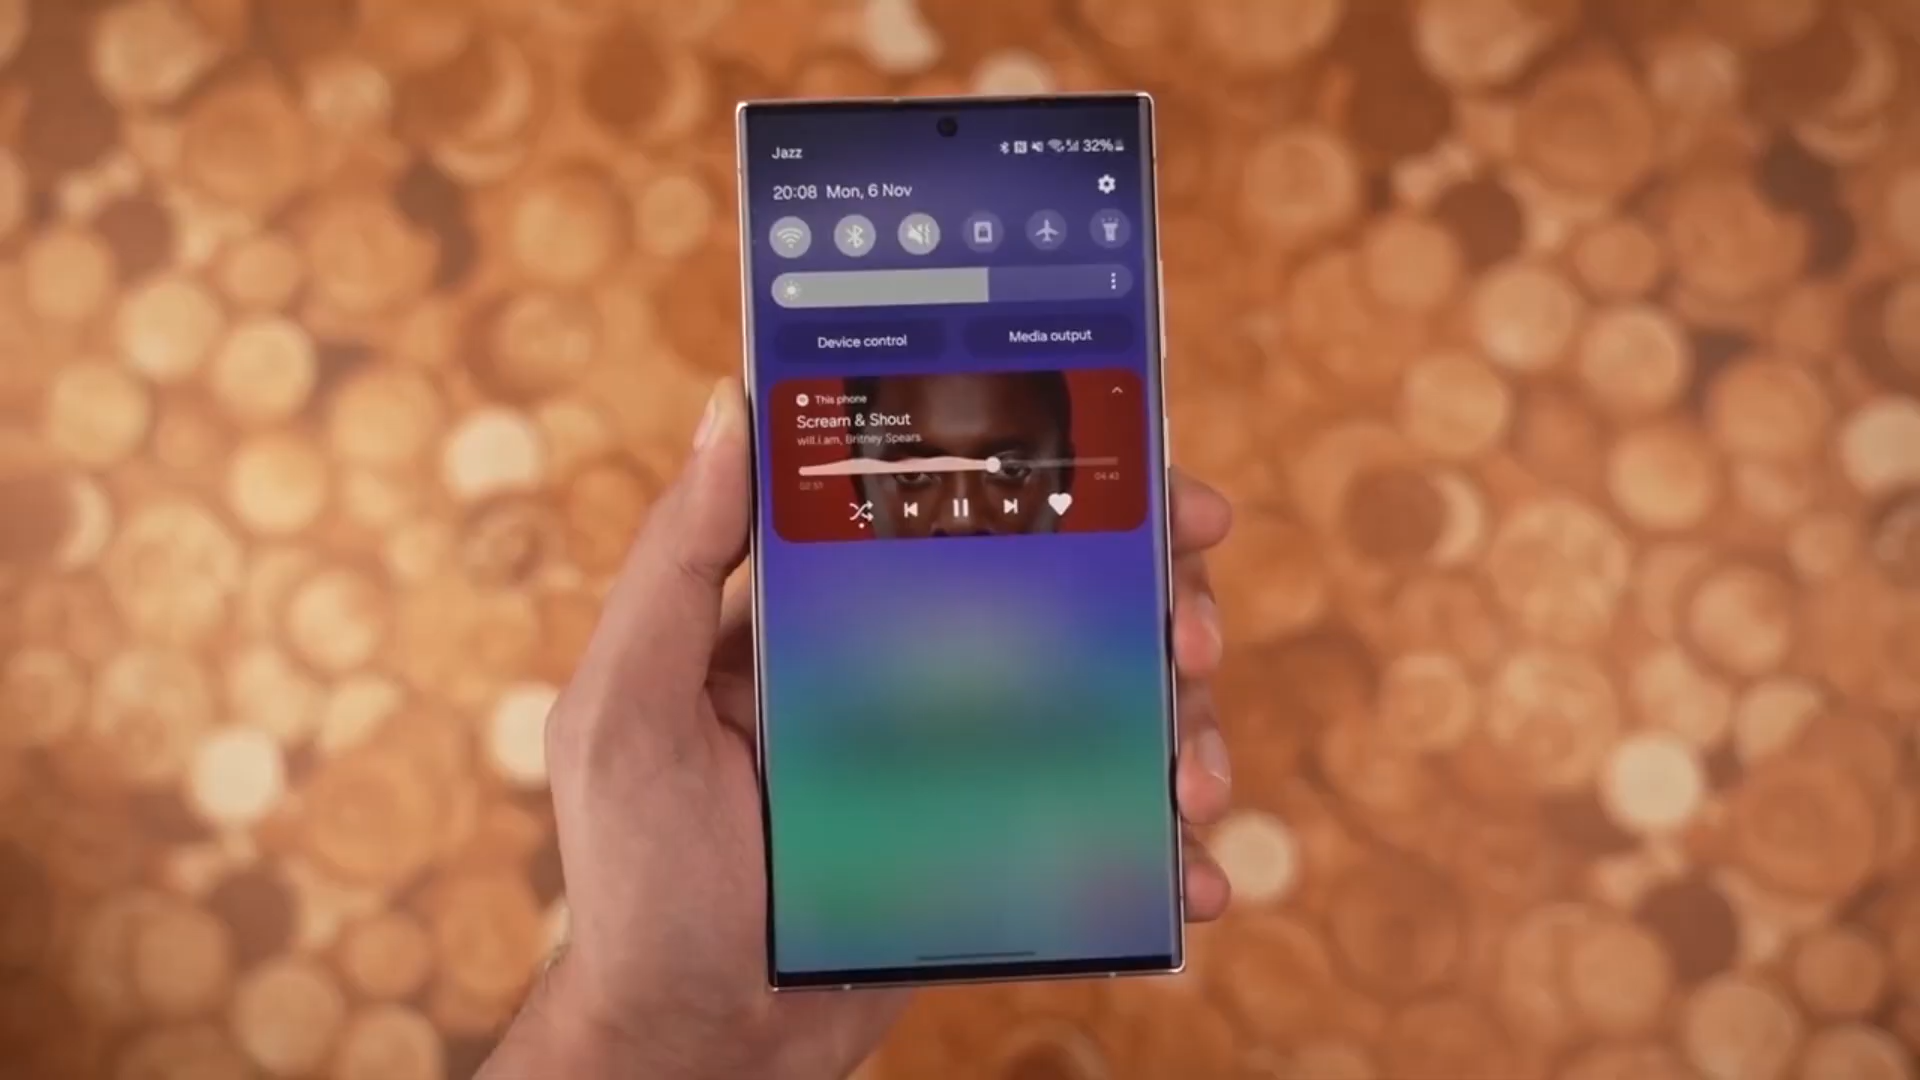 Jazz
32%
20:08 Mon, 6 Nov
Device control
Media output
This phone
Scream & Shout
will.i.am, Britney Spears
02:51
04:43